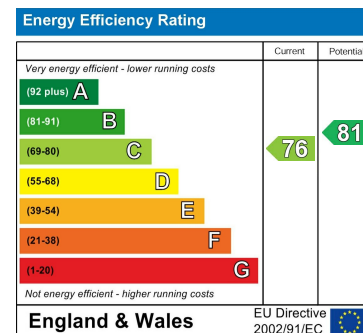 Energy Efficiency Rating
Current Potential
Very energy efficient - lower running costs
(92 plus) A
(81-91) B
(69-80) C
(55-68) D
(39-54) E
(21-38) F
(1-20) G
76
81
Not energy efficient - higher running costs
England & Wales
EU Directive
2002/91/EC